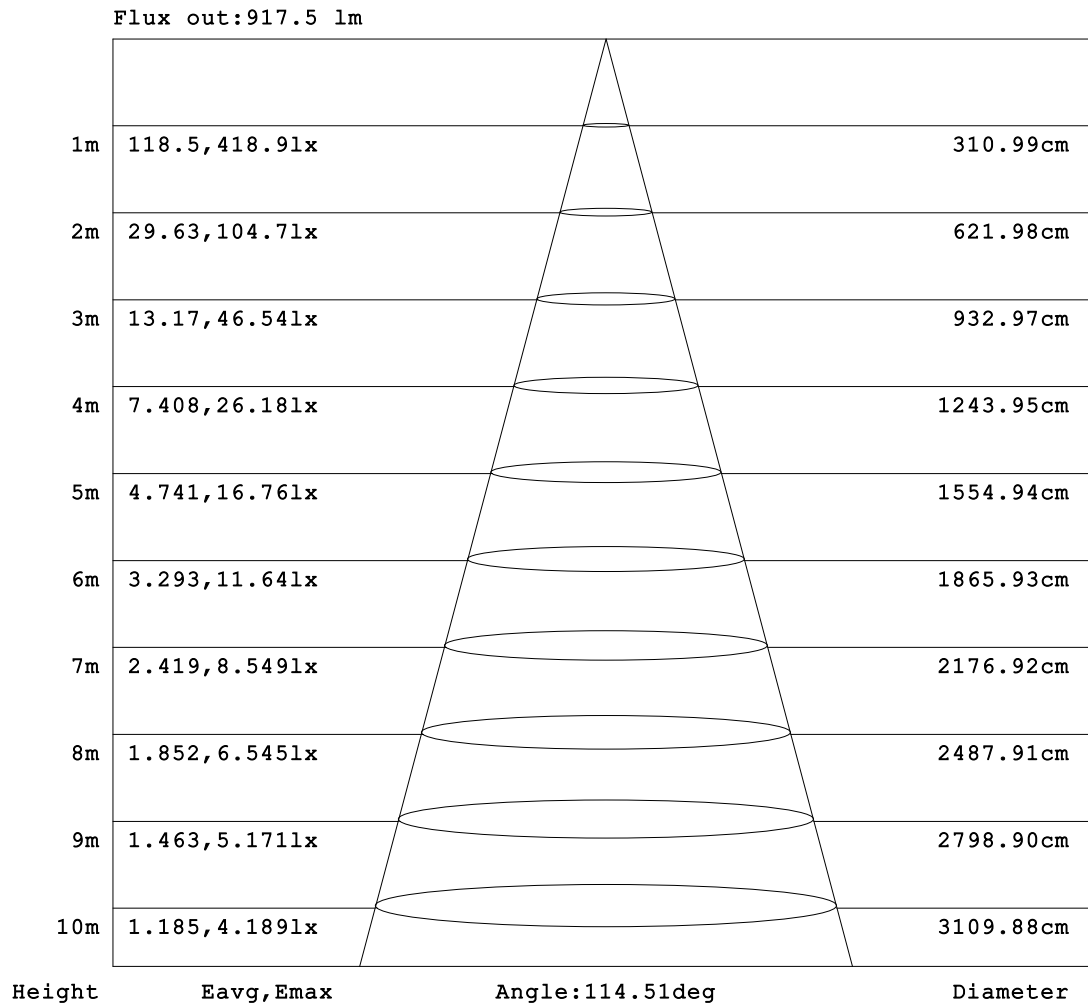 Flux out:917.5 lm
1m 118.5,418.9lx 310.99cm
2m 29.63,104.7lx 621.98cm
3m 13.17,46.54lx 932.97cm
4m 7.408,26.18lx 1243.95cm
5m 4.741,16.76lx 1554.94cm
6m 3.293,11.64lx 1865.93cm
7m 2.419,8.549lx 2176.92cm
8m 1.852,6.545lx 2487.91cm
9m 1.463,5.171lx 2798.90cm
10m 1.185,4.189lx 3109.88cm
Height Eavg,Emax Angle:114.51deg Diameter